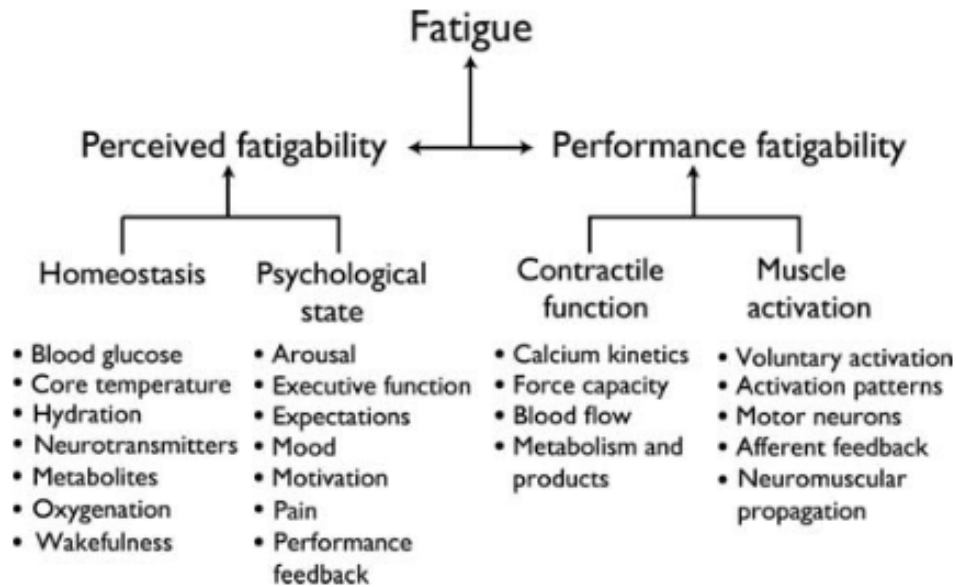 Fatigue
Perceived fatigability
Performance fatigability
Homeostasis
• Blood glucose
• Core temperature
• Hydration
• Neurotransmitters
• Metabolites
• Oxygenation
• Wakefulness
Psychological
state
• Arousal
• Executive function
• Expectations
• Mood
• Motivation
• Pain
• Performance
feedback
Contractile
function
• Calcium kinetics
• Force capacity
• Blood flow
• Metabolism and
products
Muscle
activation
• Voluntary activation
• Activation patterns
• Motor neurons
• Afferent feedback
• Neuromuscular
propagation